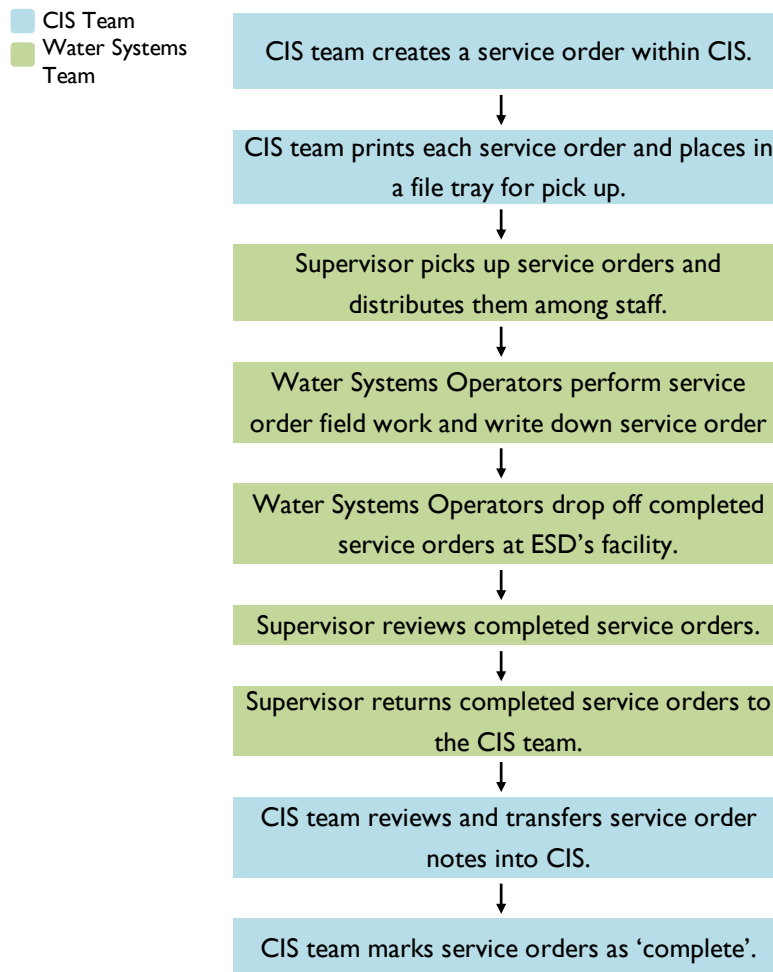 CIS Team
Water Systems
Team
CIS team creates a service order within CIS.
CIS team prints each service order and places in
a file tray for pick up.
Supervisor picks up service orders and
distributes them among staff.
Water Systems Operators perform service
order field work and write down service order
Water Systems Operators drop off completed
service orders at ESD’s facility.
Supervisor reviews completed service orders.
Supervisor returns completed service orders to
the CIS team.
CIS team reviews and transfers service order
notes into CIS.
CIS team marks service orders as ‘complete’.